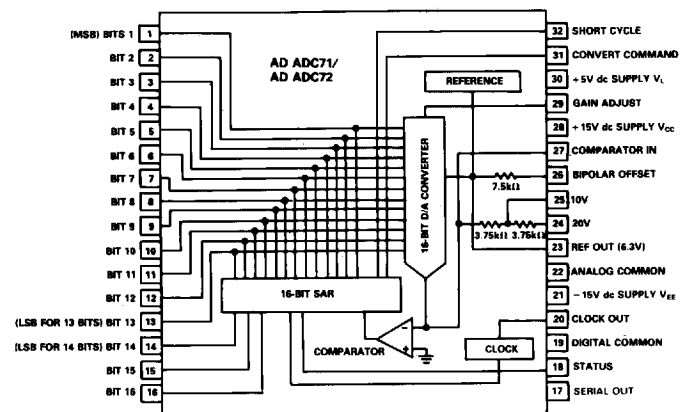 (MSB) BITS 1 1
BIT 2 2
BIT 3 3
BIT 4 4
BIT 5 5
BIT 6 6
BIT 7 7
BIT 8 8
BIT 9 9
BIT 10 10
BIT 11 11
BIT 12 12
(LSB FOR 13 BITS) BIT 13 13
(LSB FOR 14 BITS) BIT 14 14
BIT 15 15
BIT 16 16
AD ADC71/
AD ADC72
REFERENCE
16-BIT D/A CONVERTER
7.5kΩ
3.75kΩ 3.75kΩ
16-BIT SAR
COMPARATOR
-
+
CLOCK
32 SHORT CYCLE
31 CONVERT COMMAND
30 +5V dc SUPPLY VL
29 GAIN ADJUST
28 +15V dc SUPPLY VCC
27 COMPARATOR IN
26 BIPOLAR OFFSET
25 10V
24 20V
23 REF OUT (6.3V)
22 ANALOG COMMON
21 −15V dc SUPPLY VEE
20 CLOCK OUT
19 DIGITAL COMMON
18 STATUS
17 SERIAL OUT